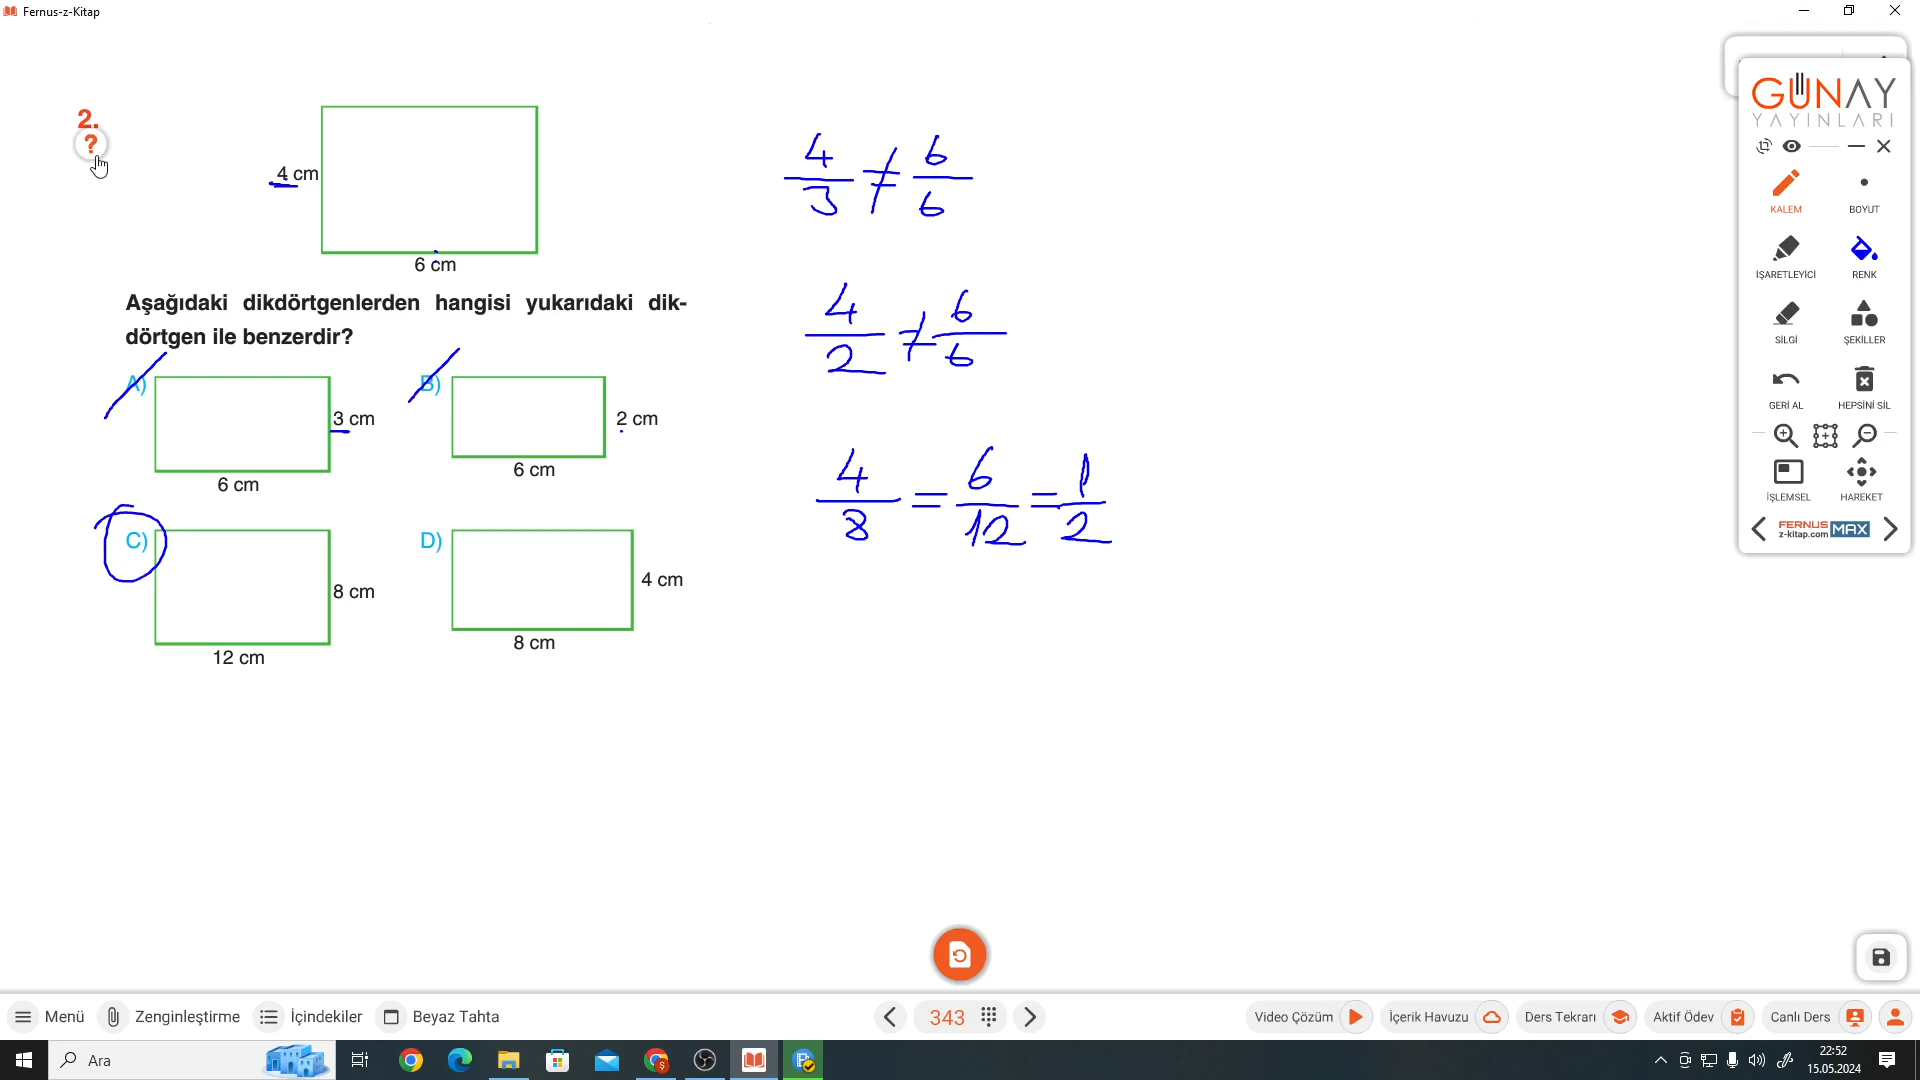 Fernus-z-Kitap
2.
?
4 cm
6 cm
Aşağıdaki dikdörtgenlerden hangisi yukarıdaki dik-
dörtgen ile benzerdir?
A)
3 cm
6 cm
B)
2 cm
6 cm
C)
8 cm
12 cm
D)
4 cm
8 cm
4/3 ≠ 6/6
4/2 ≠ 6/6
4/8 = 6/12 = 1/2
GÜNAY
YAYINLARI
KALEM
BOYUT
İŞARETLEYİCİ
RENK
SİLGİ
ŞEKİLLER
GERİ AL
HEPSİNİ SİL
İŞLEMSEL
HAREKET
FERNUS
z-kitap.com
MAX
Menü
Zenginleştirme
İçindekiler
Beyaz Tahta
343
Video Çözüm
İçerik Havuzu
Ders Tekrarı
Aktif Ödev
Canlı Ders
Ara
22:52
15.05.2024